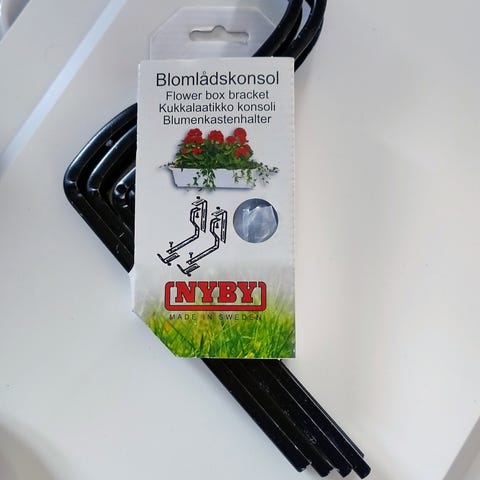 Blomlådskonsol
Flower box bracket
Kukkalaatikko konsoli
Blumenkastenhalter
NYBY
MADE IN SWEDEN